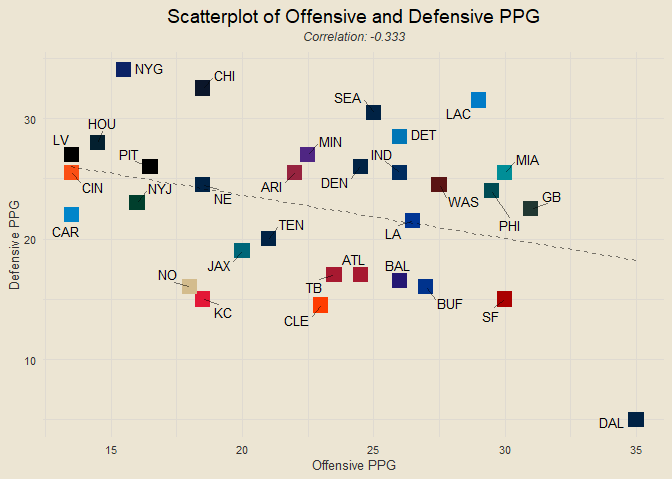 Scatterplot of Offensive and Defensive PPG
Correlation: -0.333
NYG
CHI
SEA
LAC
30
HOU
DET
LV
MIN
PIT
IND
MIA
CIN
NYJ
NE
ARI
DEN
WAS
GB
CAR
PHI
TEN
LA
20
JAX
NO
ATL
BAL
TB
KC
CLE
BUF
SF
10
DAL
15
20
25
30
35
Defensive PPG
Offensive PPG